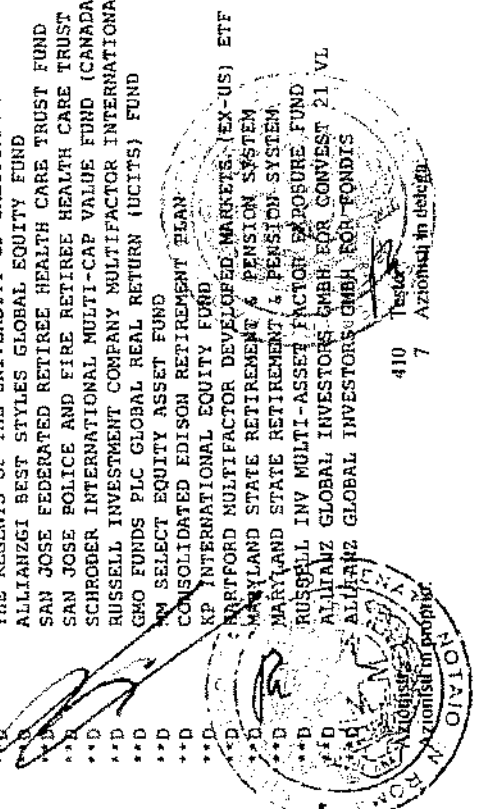 **D THE REGENTS OF THE UNIVERSITY OF
**D ALLIANZGI BEST STYLES GLOBAL EQUITY FUND
**D SAN JOSE FEDERATED RETIREE HEALTH CARE TRUST FUND
**D SAN JOSE POLICE AND FIRE RETIREE HEALTH CARE TRUST
**D SCHRODER INTERNATIONAL MULTI-CAP VALUE FUND (CANADA
**D RUSSELL INVESTMENT COMPANY MULTIFACTOR INTERNATIONA
**D GMO FUNDS PLC GLOBAL REAL RETURN (UCITS) FUND
**D MM SELECT EQUITY ASSET FUND
**D CONSOLIDATED EDISON RETIREMENT PLAN
**D KP INTERNATIONAL EQUITY FUND
**D HARTFORD MULTIFACTOR DEVELOPED MARKETS (EX-US) ETF
**D MARYLAND STATE RETIREMENT & PENSION SYSTEM
**D MARYLAND STATE RETIREMENT & PENSION SYSTEM
**D RUSSELL INV MULTI-ASSET FACTOR EXPOSURE FUND
**D ALLIANZ GLOBAL INVESTORS GMBH FOR CONVEST 21 VL
**D ALLIANZ GLOBAL INVESTORS GMBH FOR FONDIS
Azionisti: 410 Teste:
Azionisti in proprio: 7 Azionisti in delega:
NOTAIO IN ROMA